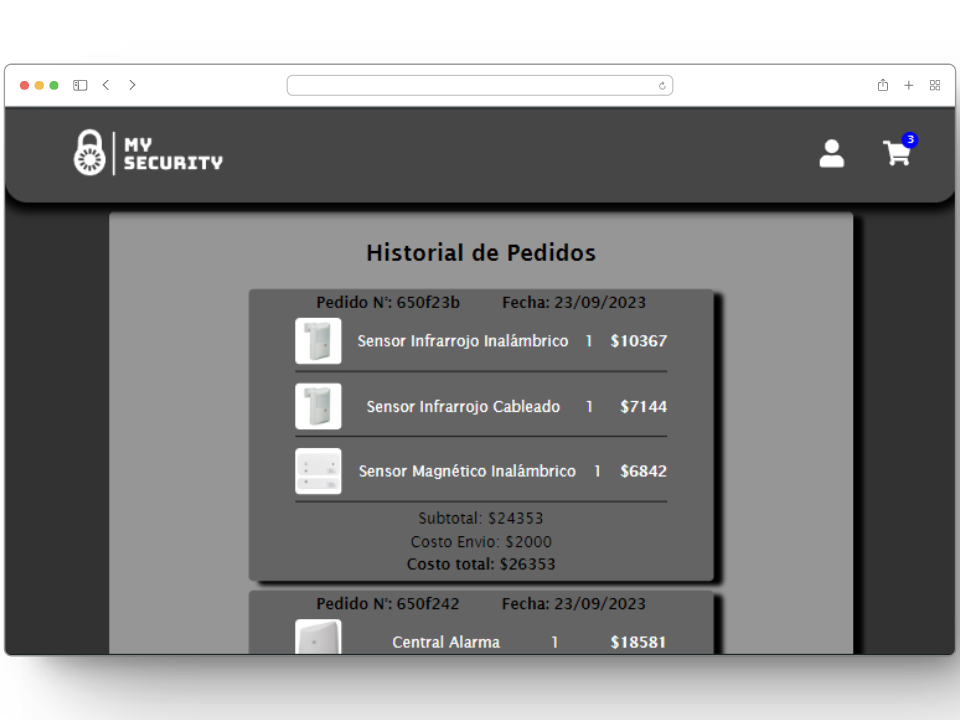 MY
SECURITY
3
Historial de Pedidos
Pedido N°: 650f23b Fecha: 23/09/2023
Sensor Infrarrojo Inalámbrico 1 $10367
Sensor Infrarrojo Cableado 1 $7144
Sensor Magnético Inalámbrico 1 $6842
Subtotal: $24353
Costo Envio: $2000
Costo total: $26353
Pedido N°: 650f242 Fecha: 23/09/2023
Central Alarma 1 $18581